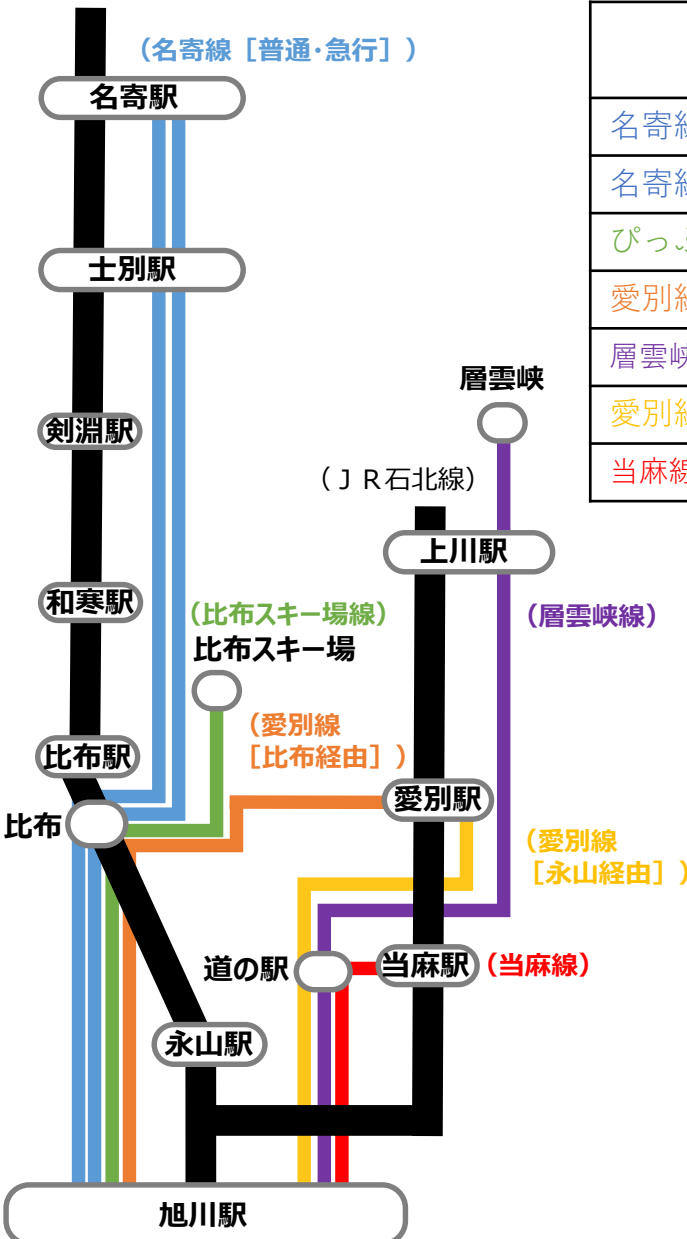 （名寄線［普通・急行］）
名寄駅
名寄線
名寄線
ぴっぷ
愛別線
層雲峡
愛別線
当麻線
士別駅
層雲峡
剣淵駅
（ＪＲ石北線）
上川駅
和寒駅
（比布スキー場線）
比布スキー場
（層雲峡線）
（愛別線
［比布経由］）
比布駅
愛別駅
比布
（愛別線
［永山経由］）
道の駅
当麻駅
（当麻線）
永山駅
旭川駅